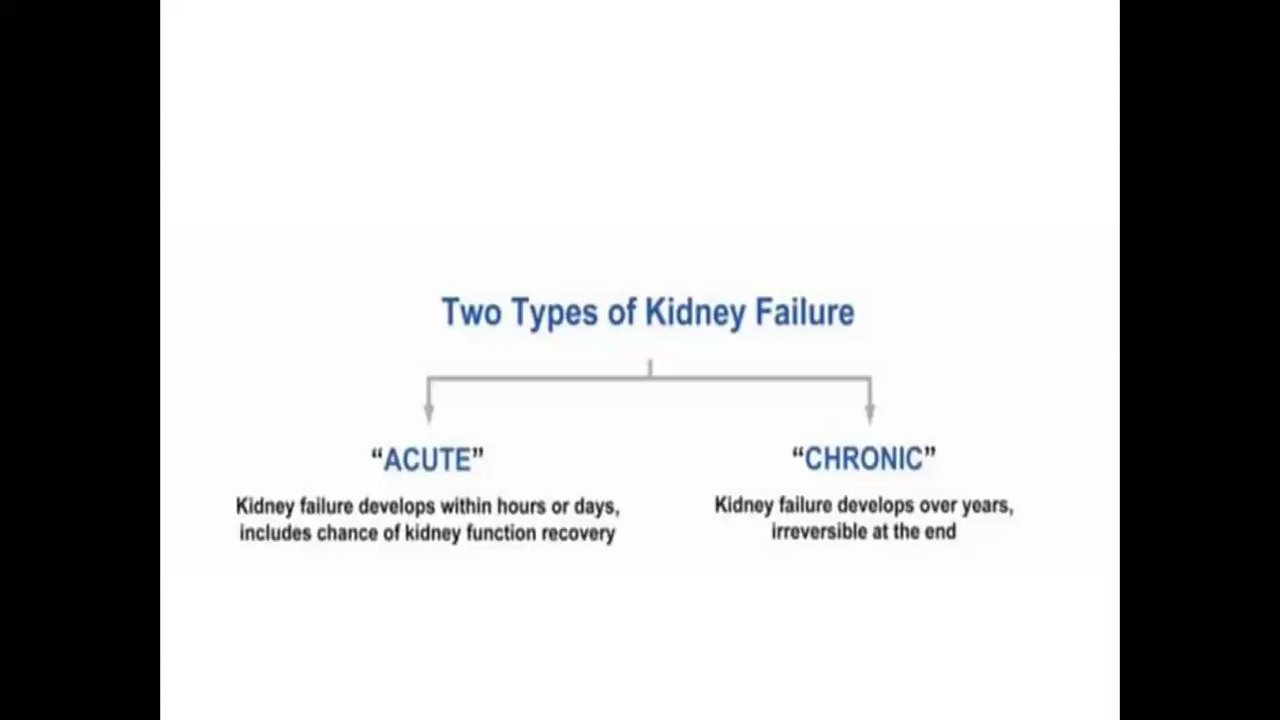 Two Types of Kidney Failure
“ACUTE”
Kidney failure develops within hours or days,
includes chance of kidney function recovery
“CHRONIC”
Kidney failure develops over years,
irreversible at the end